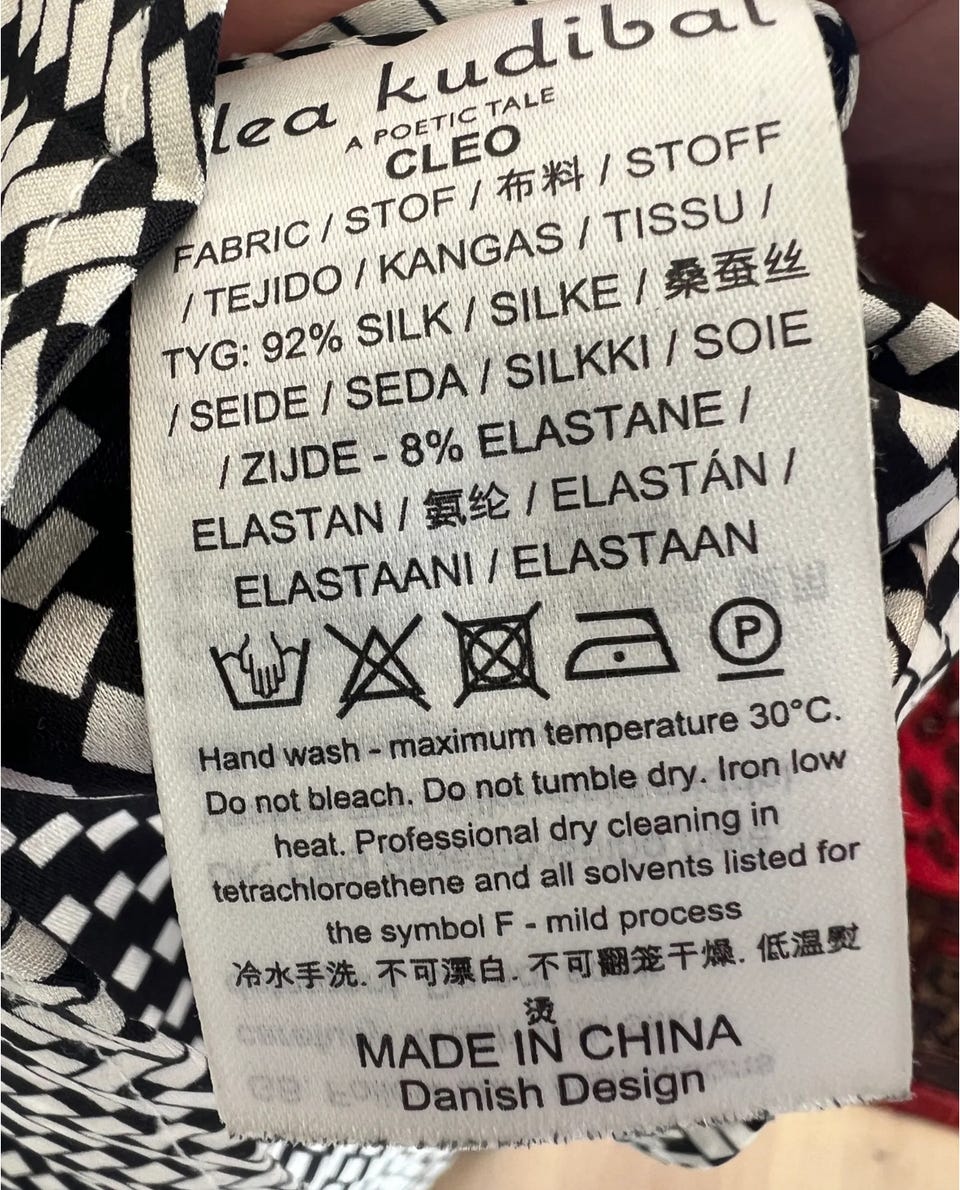 lea kudibal
A POETIC TALE
CLEO
FABRIC / STOF / 布料 / STOFF
/ TEJIDO / KANGAS / TISSU /
TYG: 92% SILK / SILKE / 桑蚕丝
/ SEIDE / SEDA / SILKKI / SOIE
/ ZIJDE - 8% ELASTANE /
ELASTAN / 氨纶 / ELASTÁN /
ELASTAANI / ELASTAAN
P
Hand wash - maximum temperature 30°C.
Do not bleach. Do not tumble dry. Iron low
heat. Professional dry cleaning in
tetrachloroethene and all solvents listed for
the symbol F - mild process
冷水手洗. 不可漂白. 不可翻笼干燥. 低温熨
烫
MADE IN CHINA
Danish Design